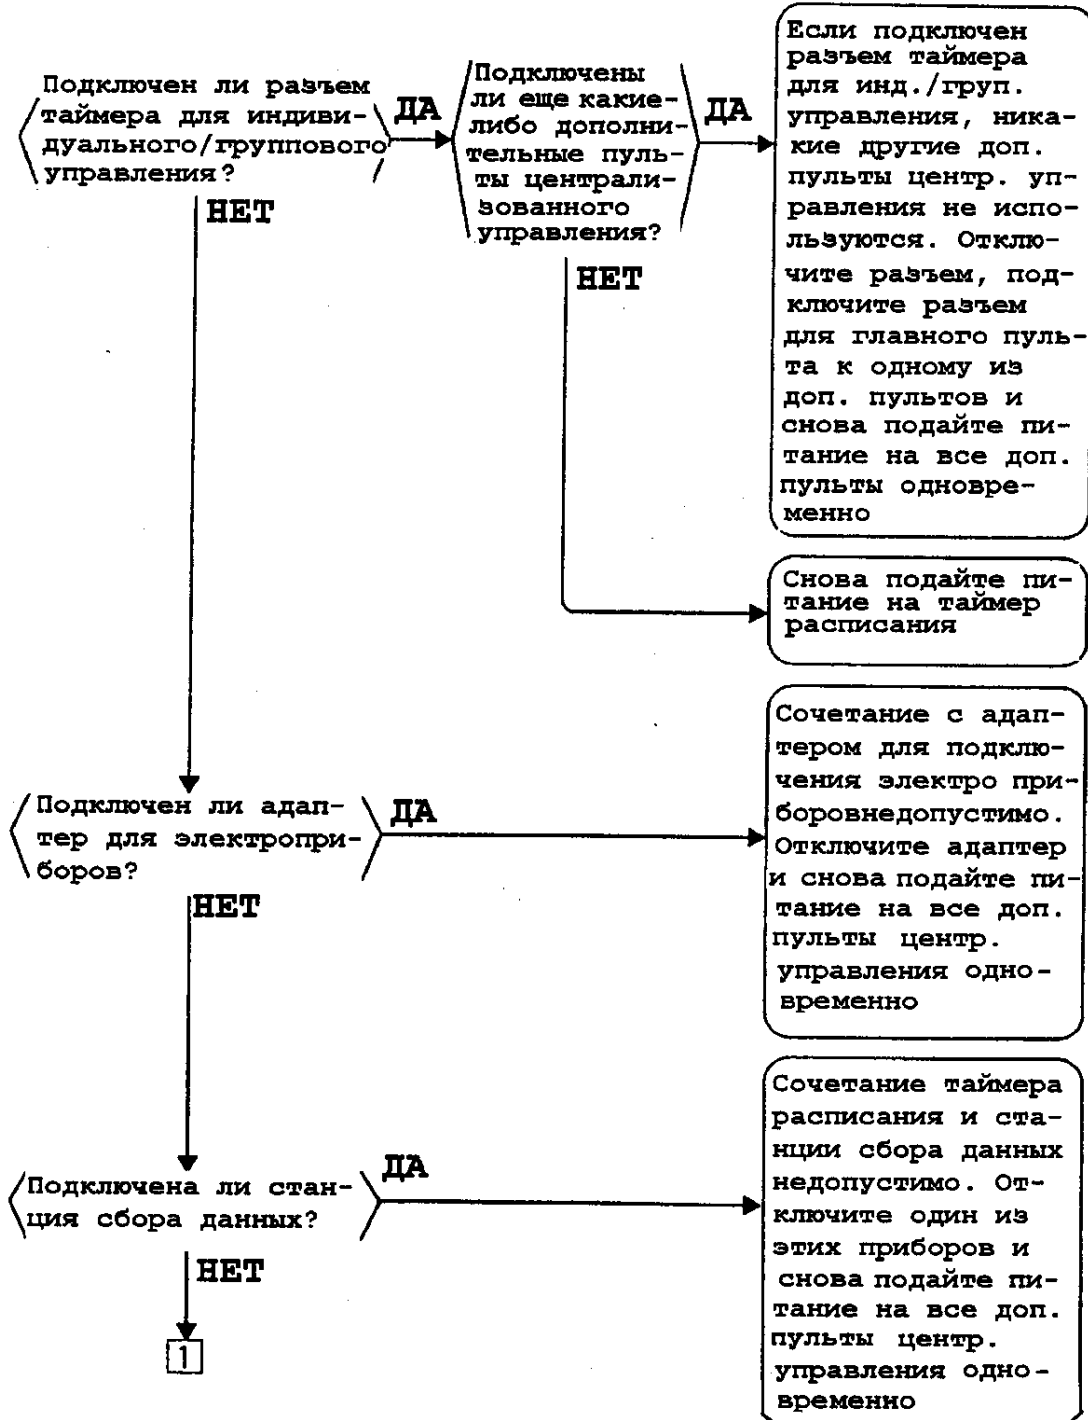 Подключен ли разъем
таймера для индиви-
дуального/группового
управления?
ДА
НЕТ
Подключены
ли еще какие-
либо дополни-
тельные пуль-
ты централи-
зованного
управления?
ДА
НЕТ
Если подключен
разъем таймера
для инд./груп.
управления, ника-
кие другие доп.
пульты центр. уп-
равления не испо-
льзуются. Отклю-
чите разъем, под-
ключите разъем
для главного пуль-
та к одному из
доп. пультов и
снова подайте пи-
тание на все доп.
пульты одновре-
менно
Снова подайте пи-
тание на таймер
расписания
Подключен ли адап-
тер для электропри-
боров?
ДА
НЕТ
Сочетание с адап-
тером для подклю-
чения электро при-
боровнедопустимо.
Отключите адаптер
и снова подайте пи-
тание на все доп.
пульты центр.
управления одно-
временно
Подключена ли стан-
ция сбора данных?
ДА
НЕТ
1
Сочетание таймера
расписания и ста-
нции сбора данных
недопустимо. От-
ключите один из
этих приборов и
снова подайте пи-
тание на все доп.
пульты центр.
управления одно-
временно